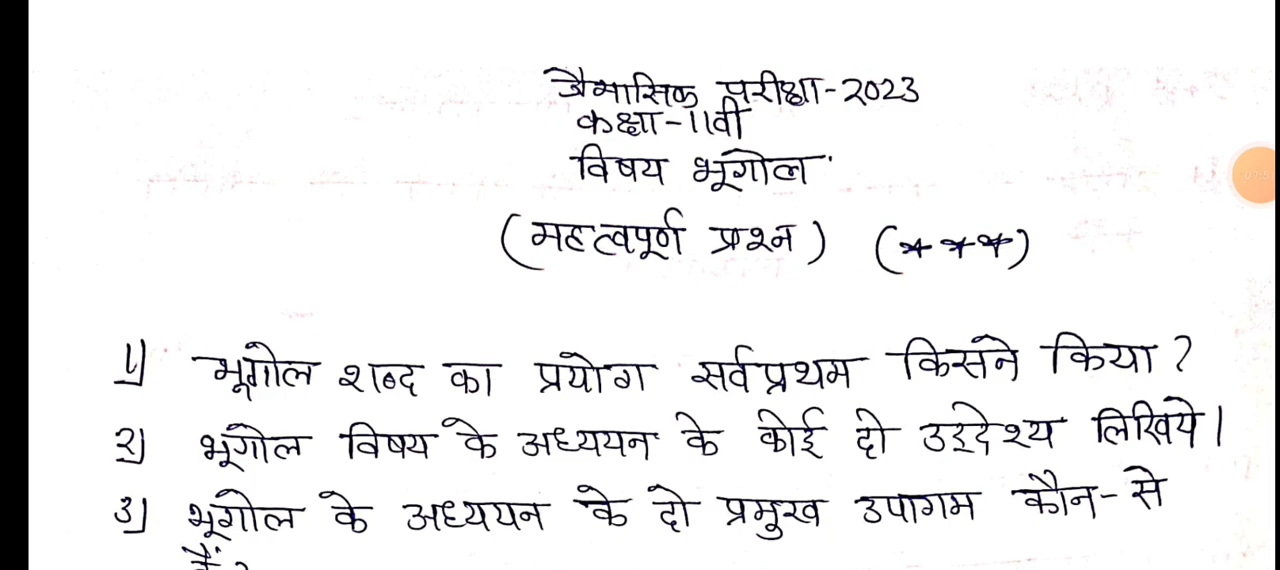 त्रैमासिक परीक्षा-2023
कक्षा-11वी
विषय भूगोल
(महत्वपूर्ण प्रश्न) (***)
1) भूगोल शब्द का प्रयोग सर्वप्रथम किसने किया?
2) भूगोल विषय के अध्ययन के कोई दो उद्देश्य लिखिये।
3) भूगोल के अध्ययन के दो प्रमुख उपागम कौन-से
हैं?